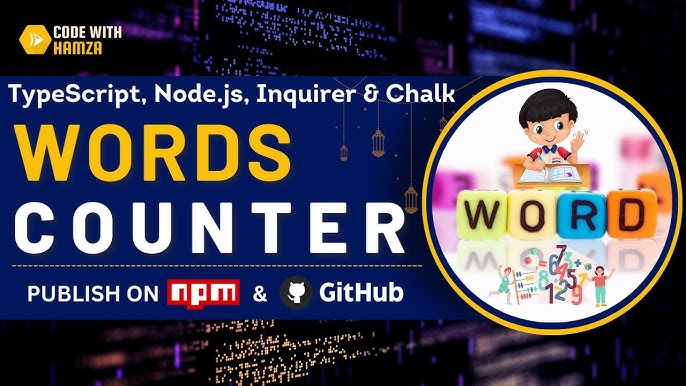 CODE WITH
HAMZA
TypeScript, Node.js, Inquirer & Chalk
WORDS
COUNTER
PUBLISH ON npm & GitHub
WORD